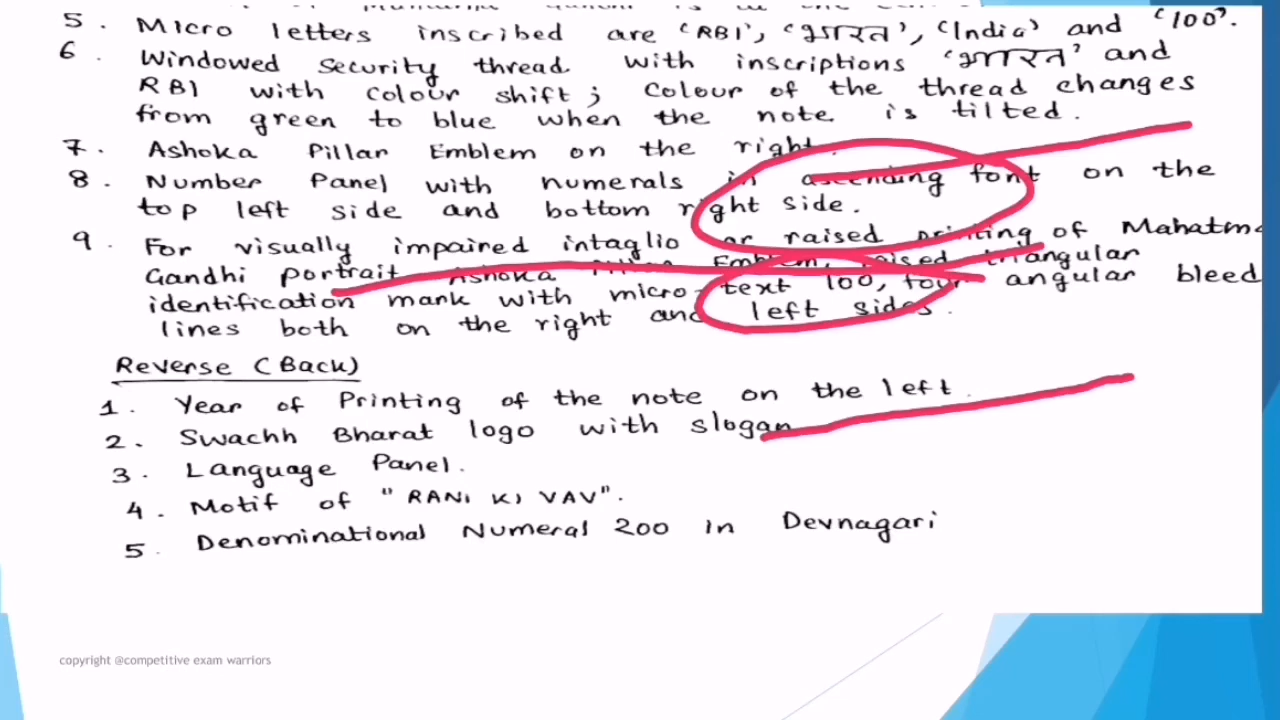 5. Micro letters inscribed are 'RBI', 'भारत', 'India' and '100'.
6. Windowed security thread with inscriptions 'भारत' and
RBI with colour shift; colour of the thread changes
from green to blue when the note is tilted.
7. Ashoka Pillar Emblem on the right.
8. Number Panel with numerals in ascending font on the
top left side and bottom right side.
9. For visually impaired intaglio or raised printing of Mahatma
Gandhi portrait, Ashoka Pillar Emblem, raised triangular
identification mark with micro-text 100, four angular bleed
lines both on the right and left sides.
Reverse (Back)
1. Year of Printing of the note on the left.
2. Swachh Bharat logo with slogan
3. Language Panel.
4. Motif of "RANI KI VAV".
5. Denominational Numeral 200 in Devnagari
copyright @competitive exam warriors